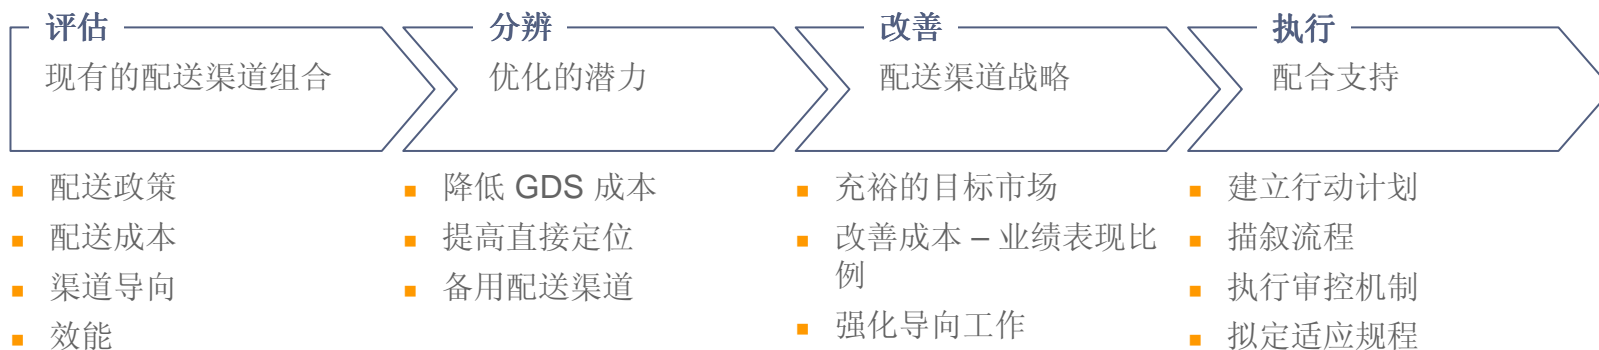 评估
现有的配送渠道组合
分辨
优化的潜力
改善
配送渠道战略
执行
配合支持
配送政策
配送成本
渠道导向
效能
降低 GDS 成本
提高直接定位
备用配送渠道
充裕的目标市场
改善成本 – 业绩表现比
例
强化导向工作
建立行动计划
描叙流程
执行审控机制
拟定适应规程